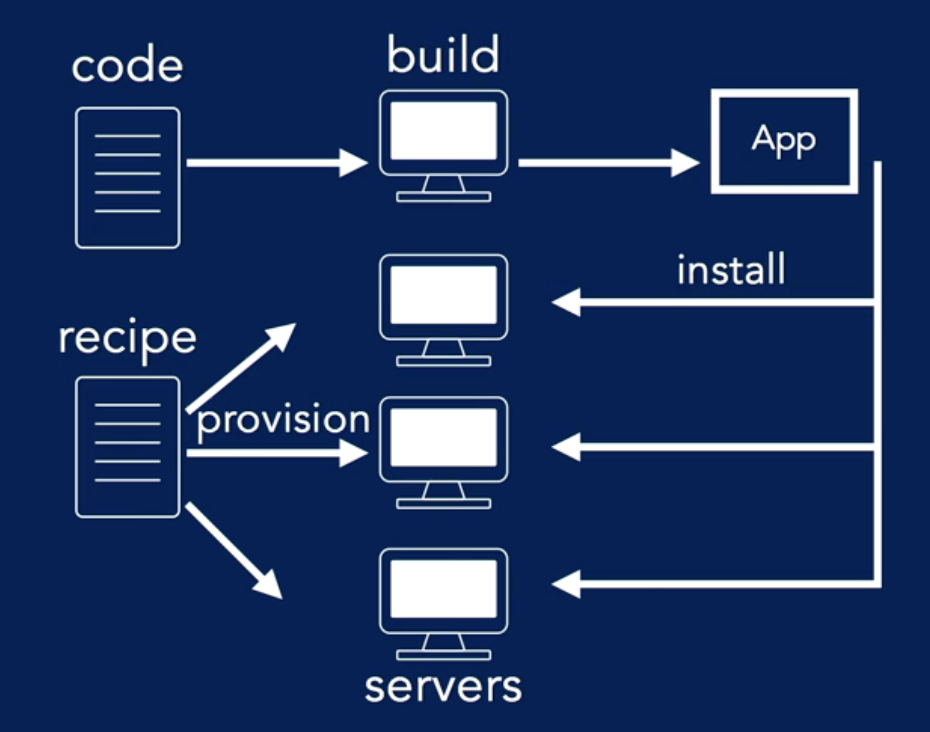 code
build
App
install
recipe
provision
servers